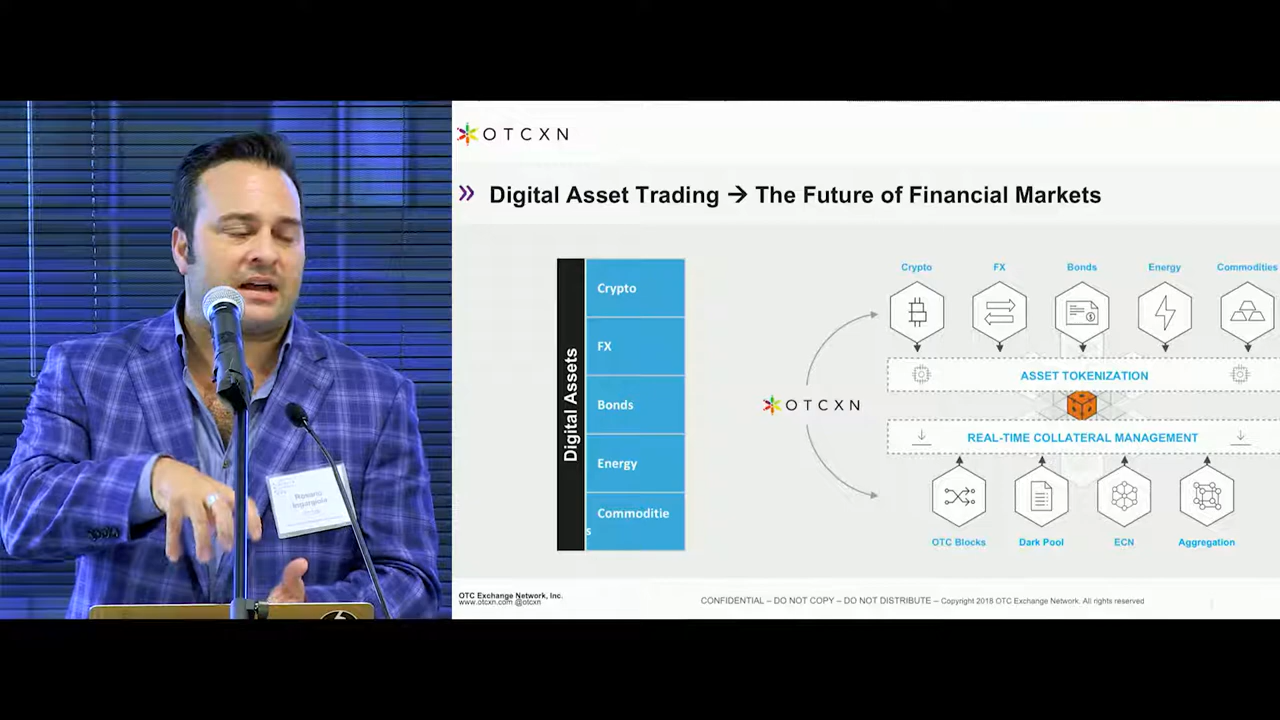 OTCXN
» Digital Asset Trading → The Future of Financial Markets
Digital Assets
Crypto
FX
Bonds
Energy
Commoditie
s
OTCXN
Crypto FX Bonds Energy Commodities
ASSET TOKENIZATION
REAL-TIME COLLATERAL MANAGEMENT
OTC Blocks Dark Pool ECN Aggregation
OTC Exchange Network, Inc.
www.otcxn.com @otcxn
CONFIDENTIAL – DO NOT COPY – DO NOT DISTRIBUTE – Copyright 2018 OTC Exchange Network. All rights reserved
Rosario
Ingargiola